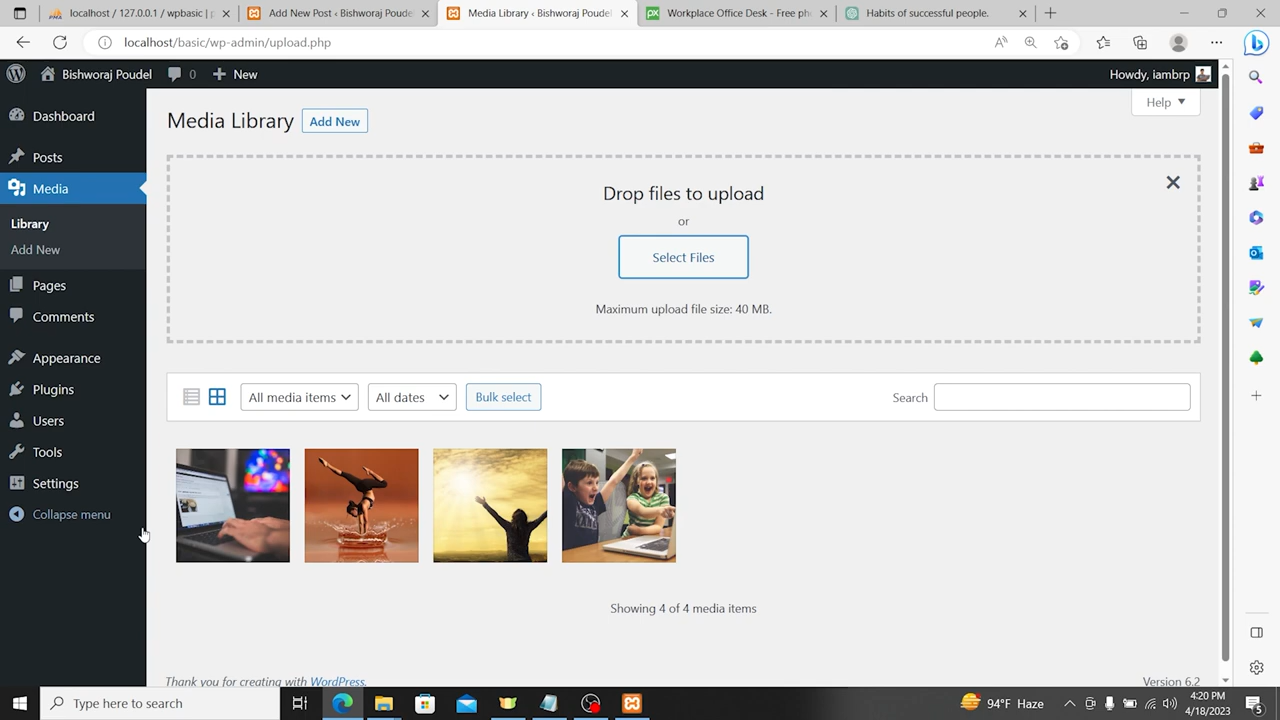 localhost / 127.0.0.1 / wpbasic | p
Add New Post ‹ Bishworaj Poudel
Media Library ‹ Bishworaj Poudel
Workplace Office Desk - Free ph
Habits of successful people.
localhost/basic/wp-admin/upload.php
Bishworaj Poudel
0
New
Howdy, iambrp
Help
Dashboard
Posts
Media
Library
Add New
Pages
Comments
Appearance
Plugins
Users
Tools
Settings
Collapse menu
Media Library
Add New
Drop files to upload
or
Select Files
Maximum upload file size: 40 MB.
All media items
All dates
Bulk select
Search
Showing 4 of 4 media items
Thank you for creating with WordPress.
Version 6.2
Type here to search
94°F Haze
4:20 PM
4/18/2023
5